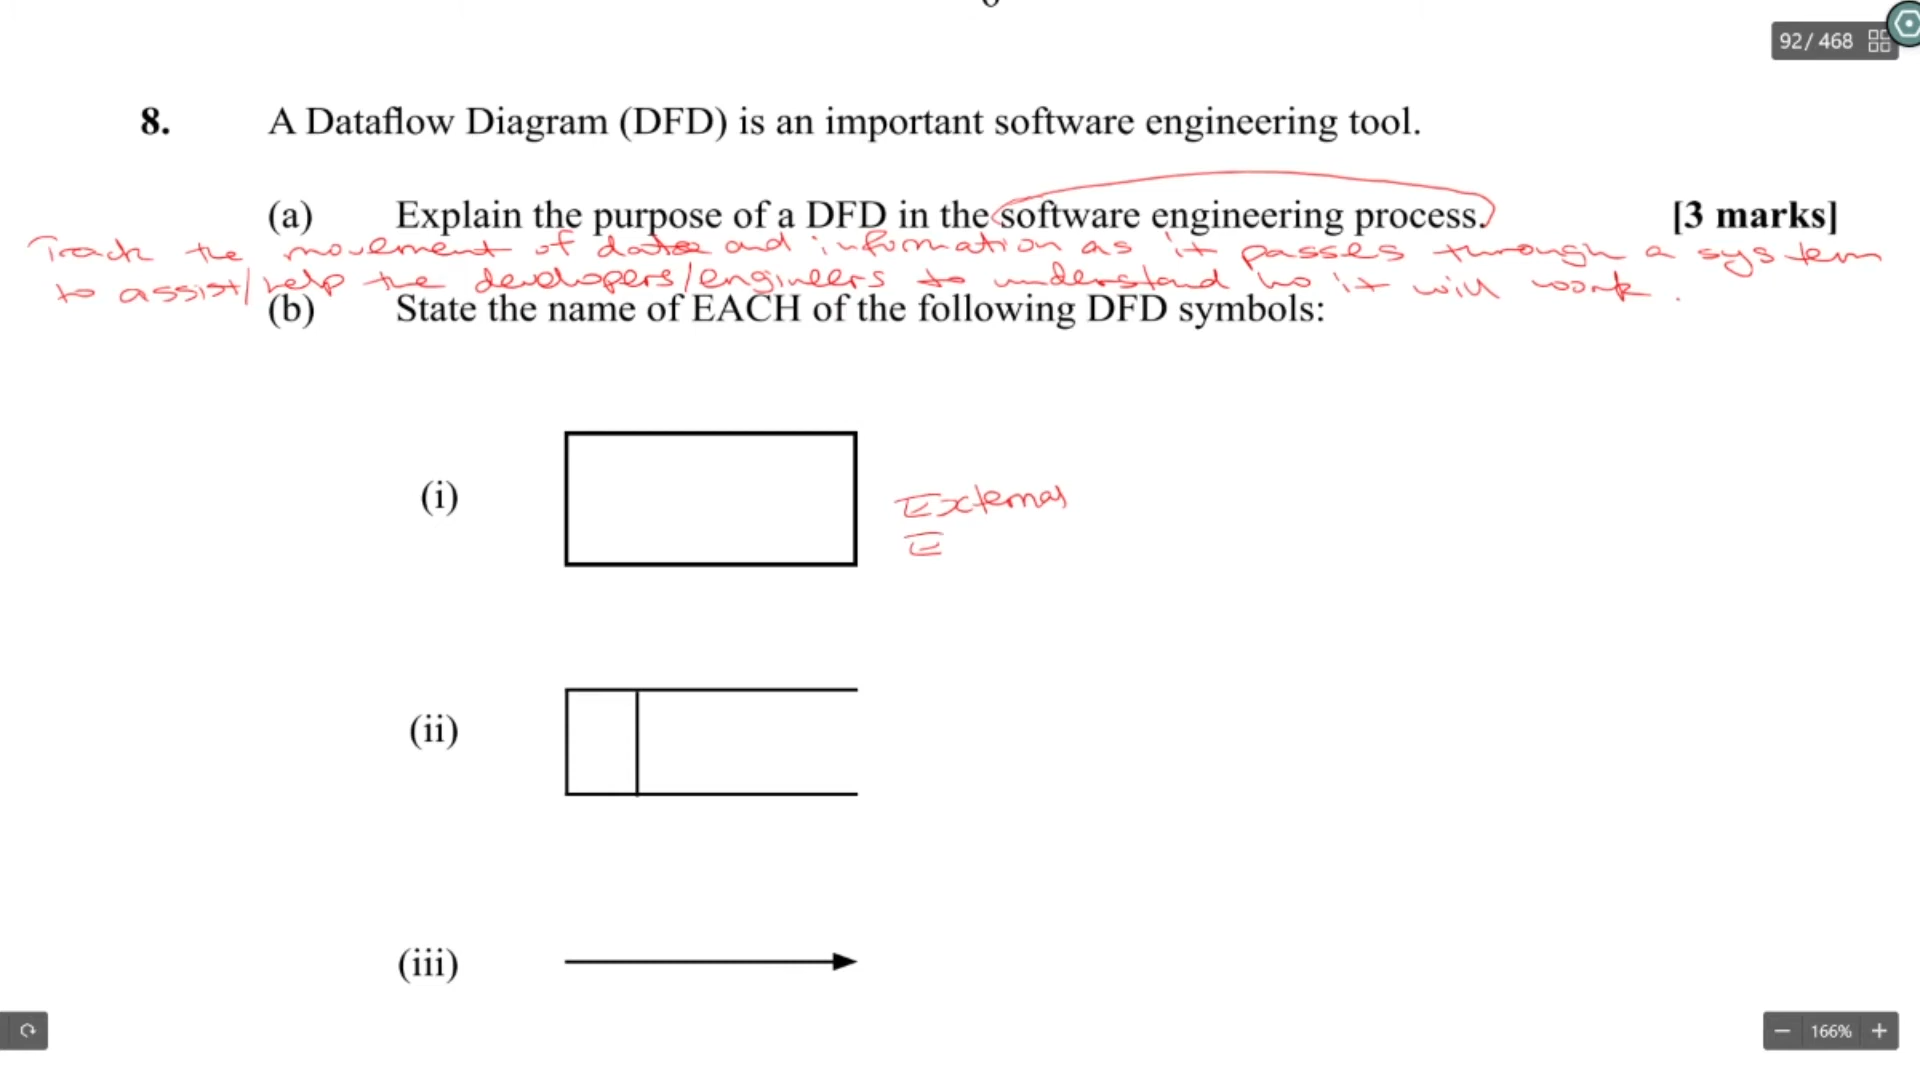 92/ 468
8. A Dataflow Diagram (DFD) is an important software engineering tool.
(a) Explain the purpose of a DFD in the software engineering process. [3 marks]
Track the movement of data and information as it passes through a system
to assist/help the developers/engineers to understand ho it will work.
(b) State the name of EACH of the following DFD symbols:
(i) External
E
(ii)
(iii)
166%